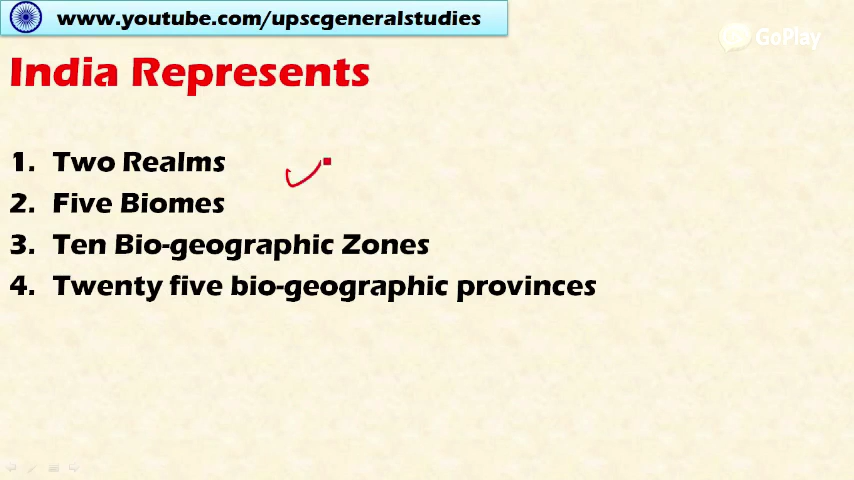 www.youtube.com/upscgeneralstudies
GoPlay
India Represents
1. Two Realms
2. Five Biomes
3. Ten Bio-geographic Zones
4. Twenty five bio-geographic provinces